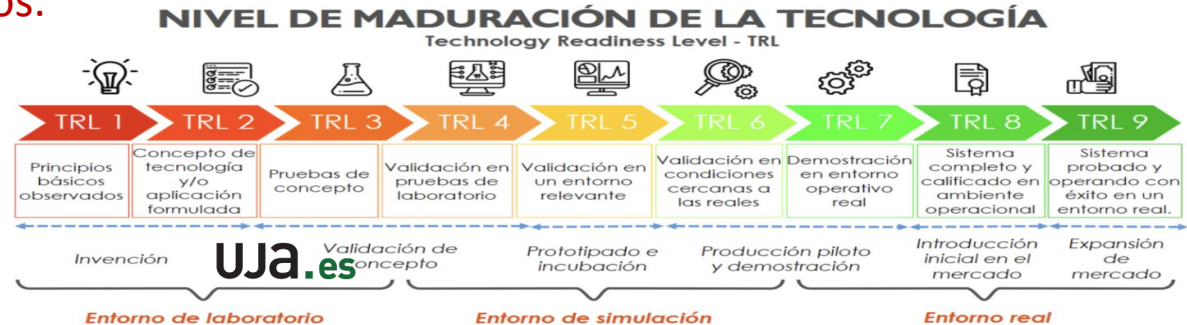 os.
NIVEL DE MADURACIÓN DE LA TECNOLOGÍA
Technology Readiness Level - TRL
TRL 1
TRL 2
TRL 3
TRL 4
TRL 5
TRL 6
TRL 7
TRL 8
TRL 9
Principios
básicos
observados
Concepto de
tecnología
y/o
aplicación
formulada
Pruebas de
concepto
Validación en
pruebas de
laboratorio
Validación en
un entorno
relevante
Validación en
condiciones
cercanas a
las reales
Demostración
en entorno
operativo
real
Sistema
completo y
calificado en
ambiente
operacional
Sistema
probado y
operando con
éxito en un
entorno real.
Invención
UJa.es
Validación de
concepto
Prototipado e
incubación
Producción piloto
y demostración
Introducción
inicial en el
mercado
Expansión
de
mercado
Entorno de laboratorio
Entorno de simulación
Entorno real